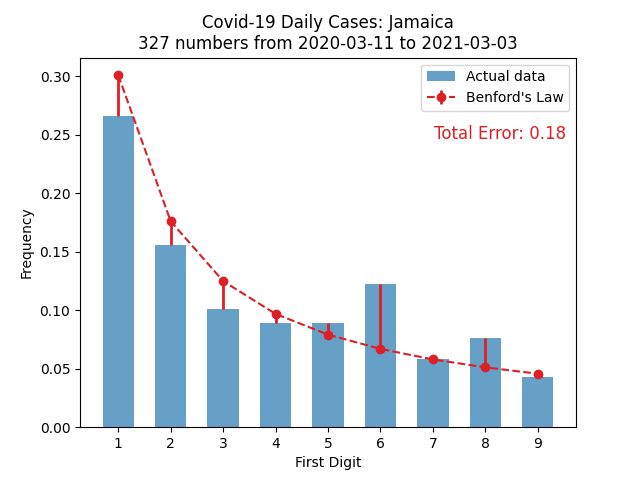 Covid-19 Daily Cases: Jamaica
327 numbers from 2020-03-11 to 2021-03-03
Actual data
Benford's Law
Total Error: 0.18
Frequency
0.30
0.25
0.20
0.15
0.10
0.05
0.00
1 2 3 4 5 6 7 8 9
First Digit